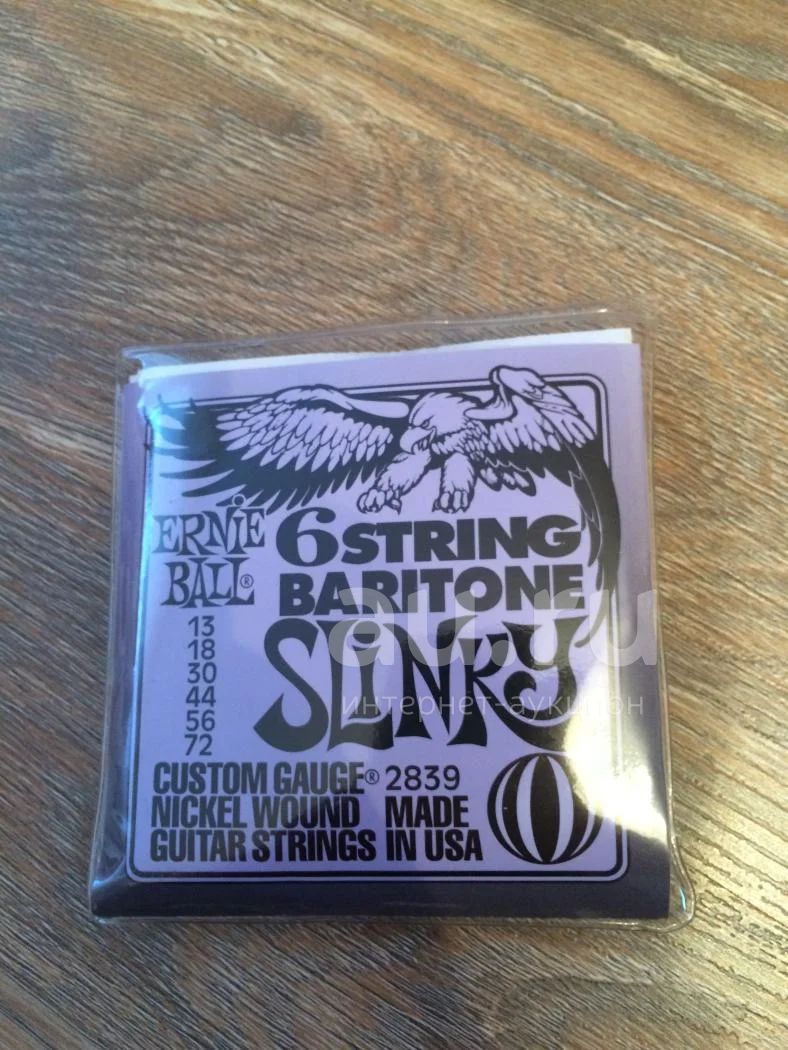 ERNIE
BALL®
6 STRING
BARITONE
SLINKY
13
18
30
44
56
72
CUSTOM GAUGE® 2839
NICKEL WOUND MADE
GUITAR STRINGS IN USA
au.ru
интернет-аукцион